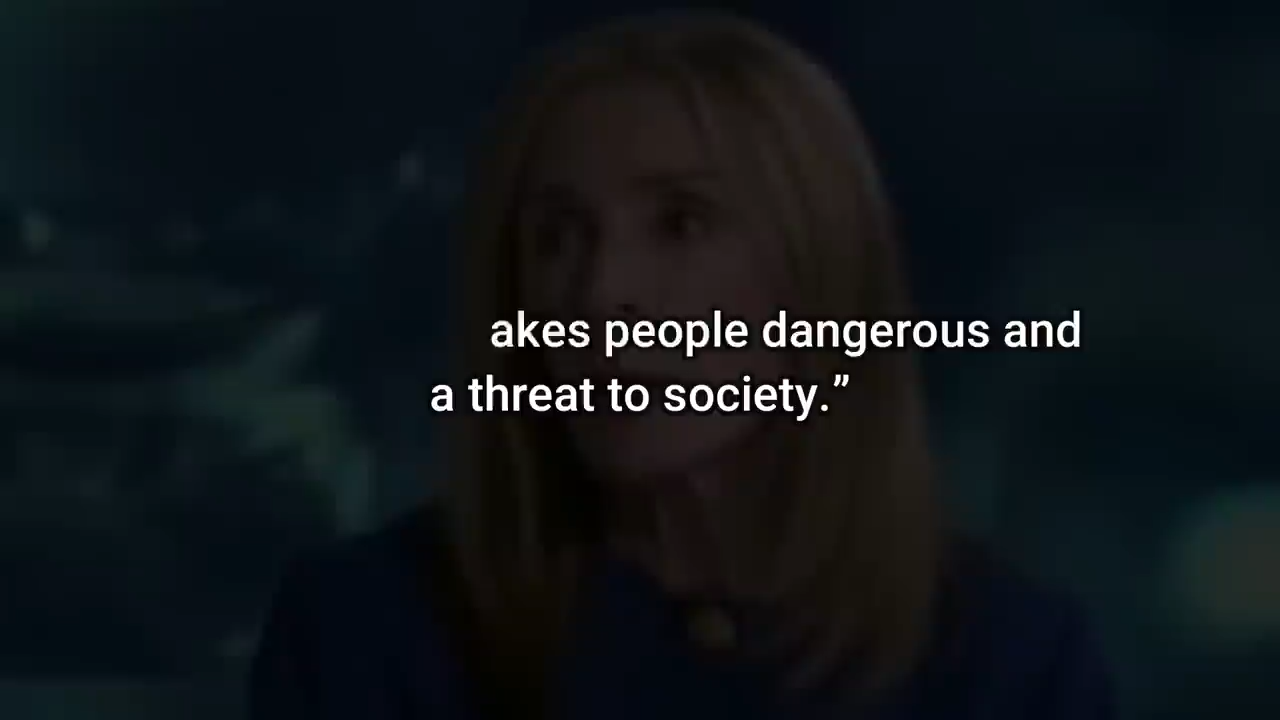 akes people dangerous and
a threat to society.”